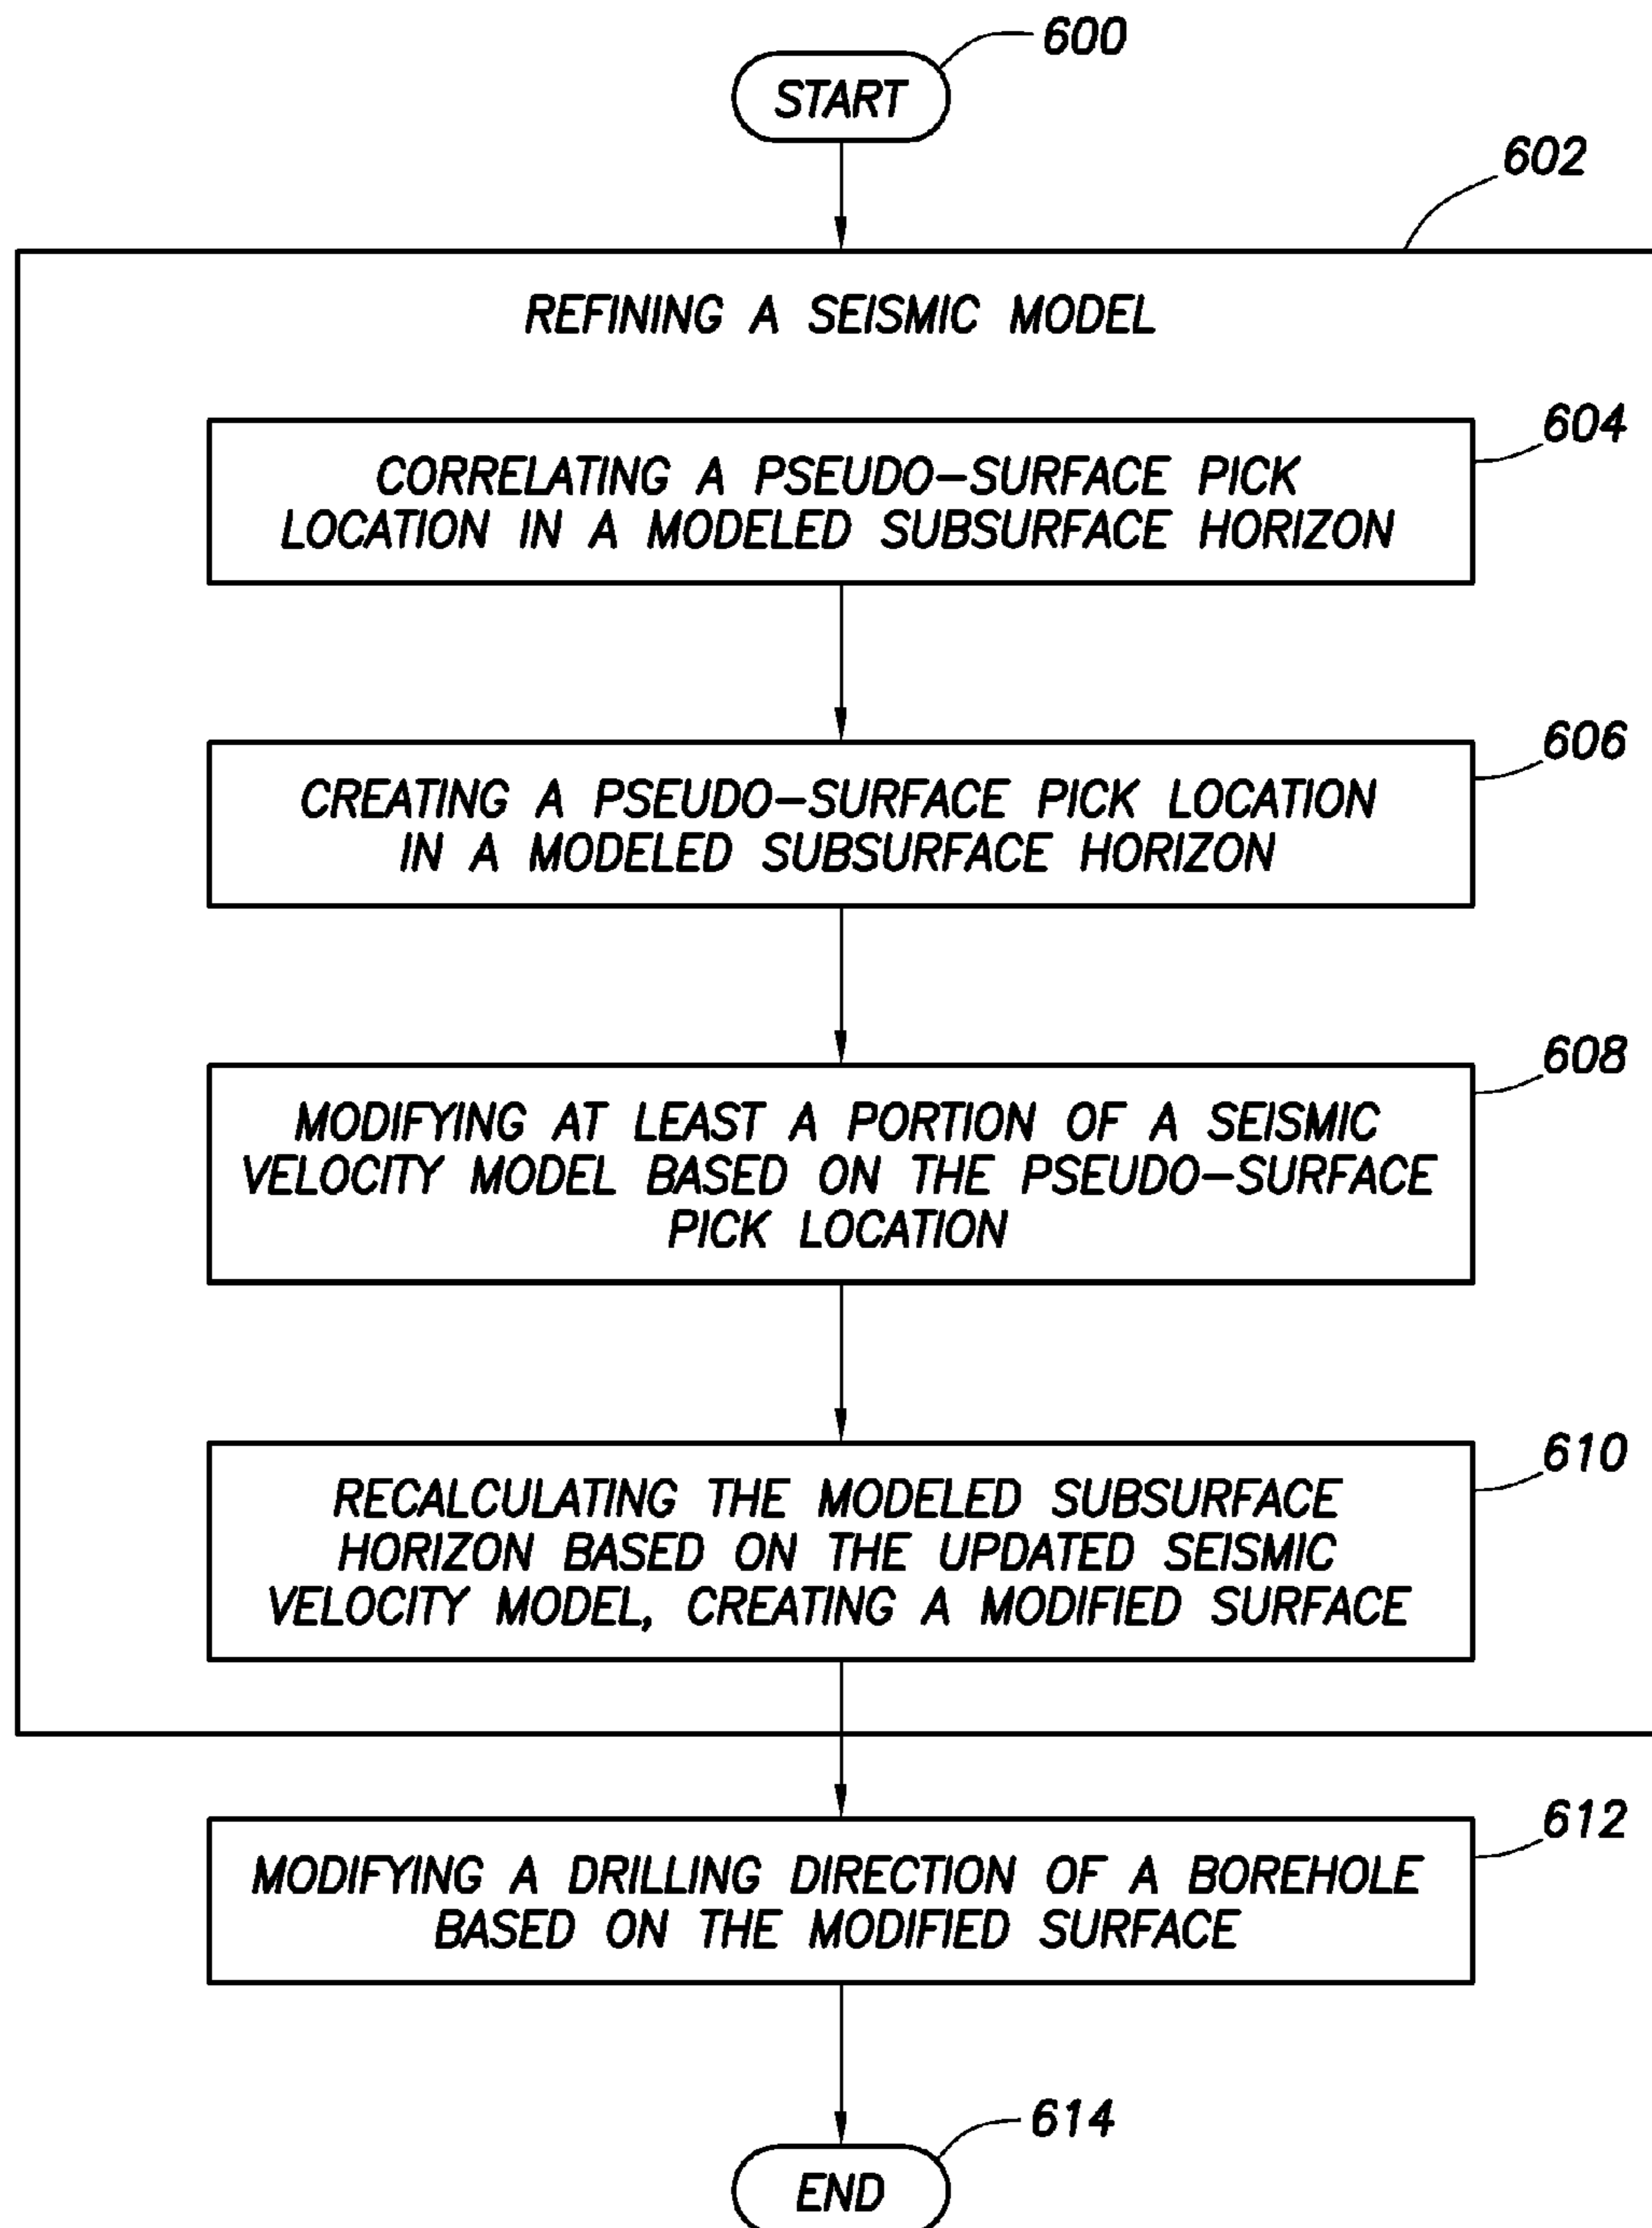 600
START
602
REFINING A SEISMIC MODEL
604
CORRELATING A PSEUDO-SURFACE PICK
LOCATION IN A MODELED SUBSURFACE HORIZON
606
CREATING A PSEUDO-SURFACE PICK LOCATION
IN A MODELED SUBSURFACE HORIZON
608
MODIFYING AT LEAST A PORTION OF A SEISMIC
VELOCITY MODEL BASED ON THE PSEUDO-SURFACE
PICK LOCATION
610
RECALCULATING THE MODELED SUBSURFACE
HORIZON BASED ON THE UPDATED SEISMIC
VELOCITY MODEL, CREATING A MODIFIED SURFACE
612
MODIFYING A DRILLING DIRECTION OF A BOREHOLE
BASED ON THE MODIFIED SURFACE
614
END